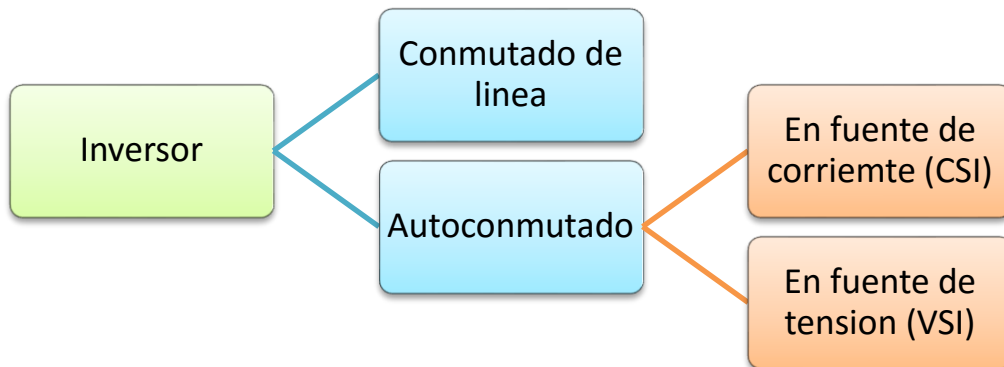 Inversor
Conmutado de
linea
Autoconmutado
En fuente de
corriemte (CSI)
En fuente de
tension (VSI)